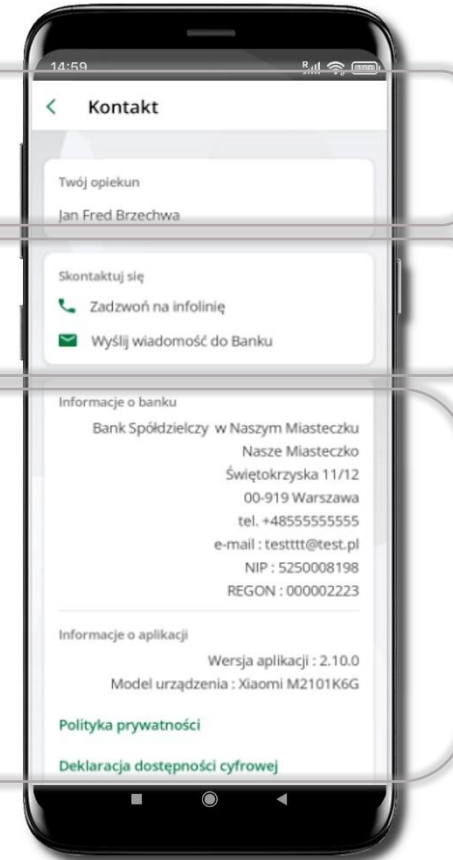 14:59
R
Kontakt
Twój opiekun
Jan Fred Brzechwa
Skontaktuj się
Zadzwoń na infolinię
Wyślij wiadomość do Banku
Informacje o banku
Bank Spółdzielczy w Naszym Miasteczku
Nasze Miasteczko
Świętokrzyska 11/12
00-919 Warszawa
tel. +48555555555
e-mail : testttt@test.pl
NIP : 5250008198
REGON : 000002223
Informacje o aplikacji
Wersja aplikacji : 2.10.0
Model urządzenia : Xiaomi M2101K6G
Polityka prywatności
Deklaracja dostępności cyfrowej